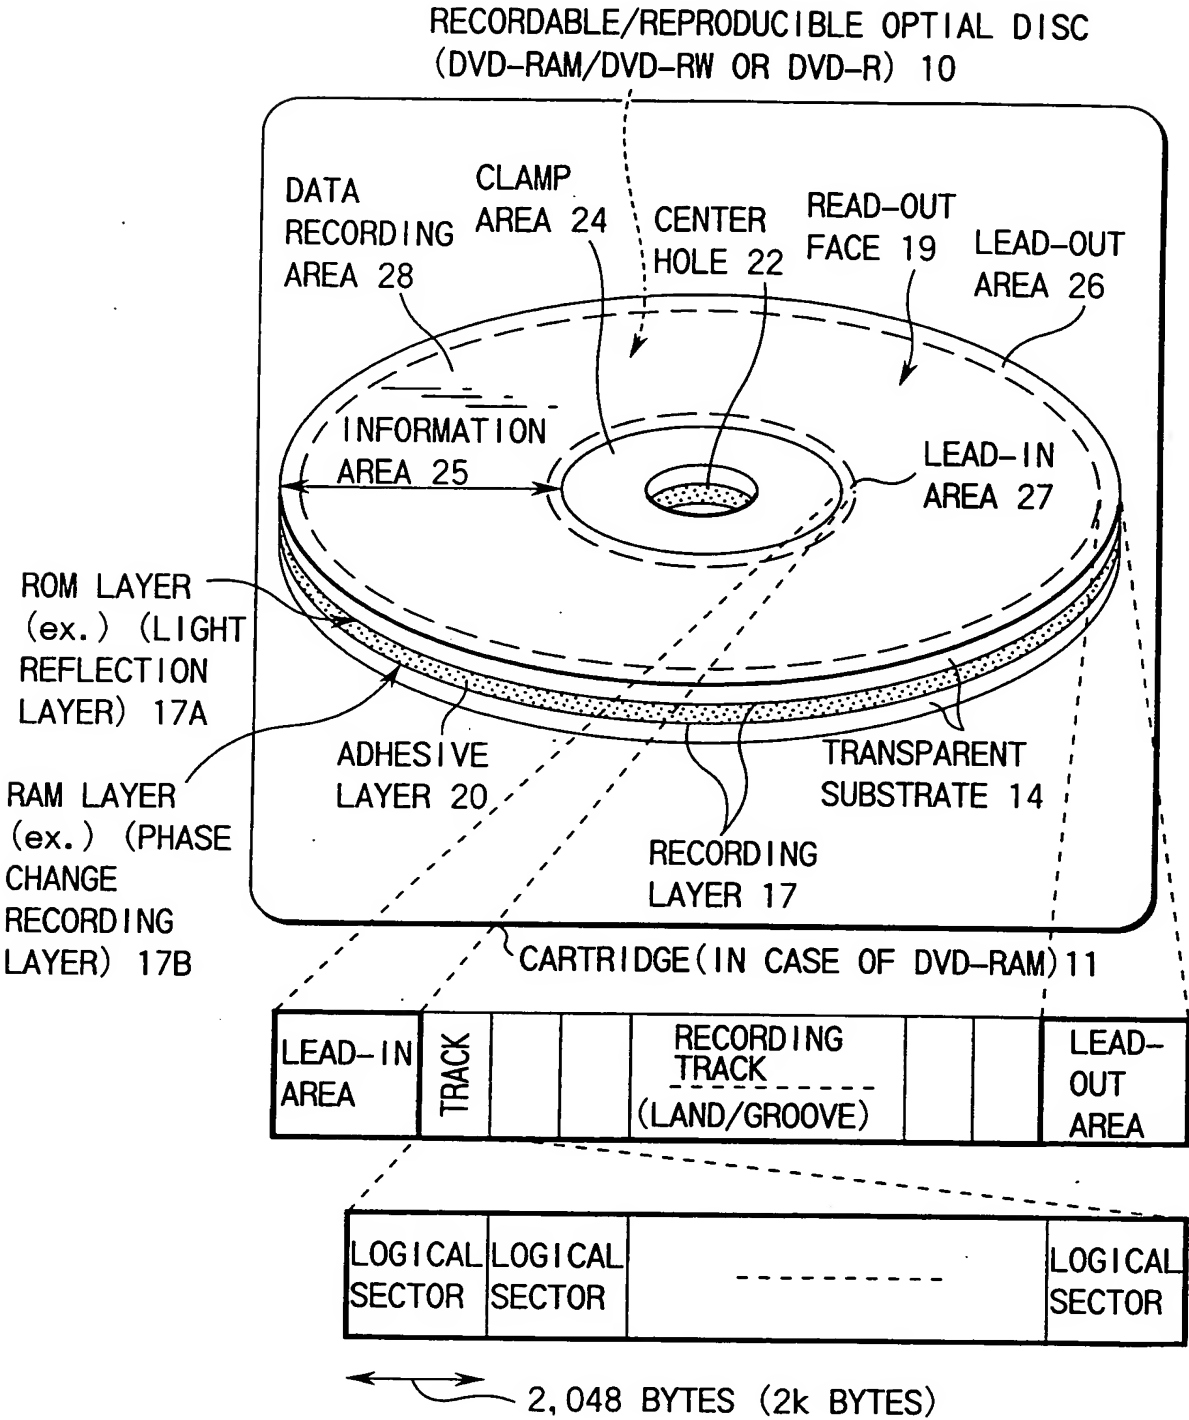 RECORDABLE/REPRODUCIBLE OPTIAL DISC
(DVD-RAM/DVD-RW OR DVD-R) 10
DATA
RECORDING
AREA 28
CLAMP
AREA 24
CENTER
HOLE 22
READ-OUT
FACE 19
LEAD-OUT
AREA 26
INFORMATION
AREA 25
LEAD-IN
AREA 27
ROM LAYER
(ex.) (LIGHT
REFLECTION
LAYER) 17A
RAM LAYER
(ex.) (PHASE
CHANGE
RECORDING
LAYER) 17B
ADHESIVE
LAYER 20
TRANSPARENT
SUBSTRATE 14
RECORDING
LAYER 17
CARTRIDGE(IN CASE OF DVD-RAM)11
LEAD-IN
AREA
TRACK
RECORDING
TRACK
(LAND/GROOVE)
LEAD-
OUT
AREA
LOGICAL
SECTOR
LOGICAL
SECTOR
LOGICAL
SECTOR
2,048 BYTES (2k BYTES)